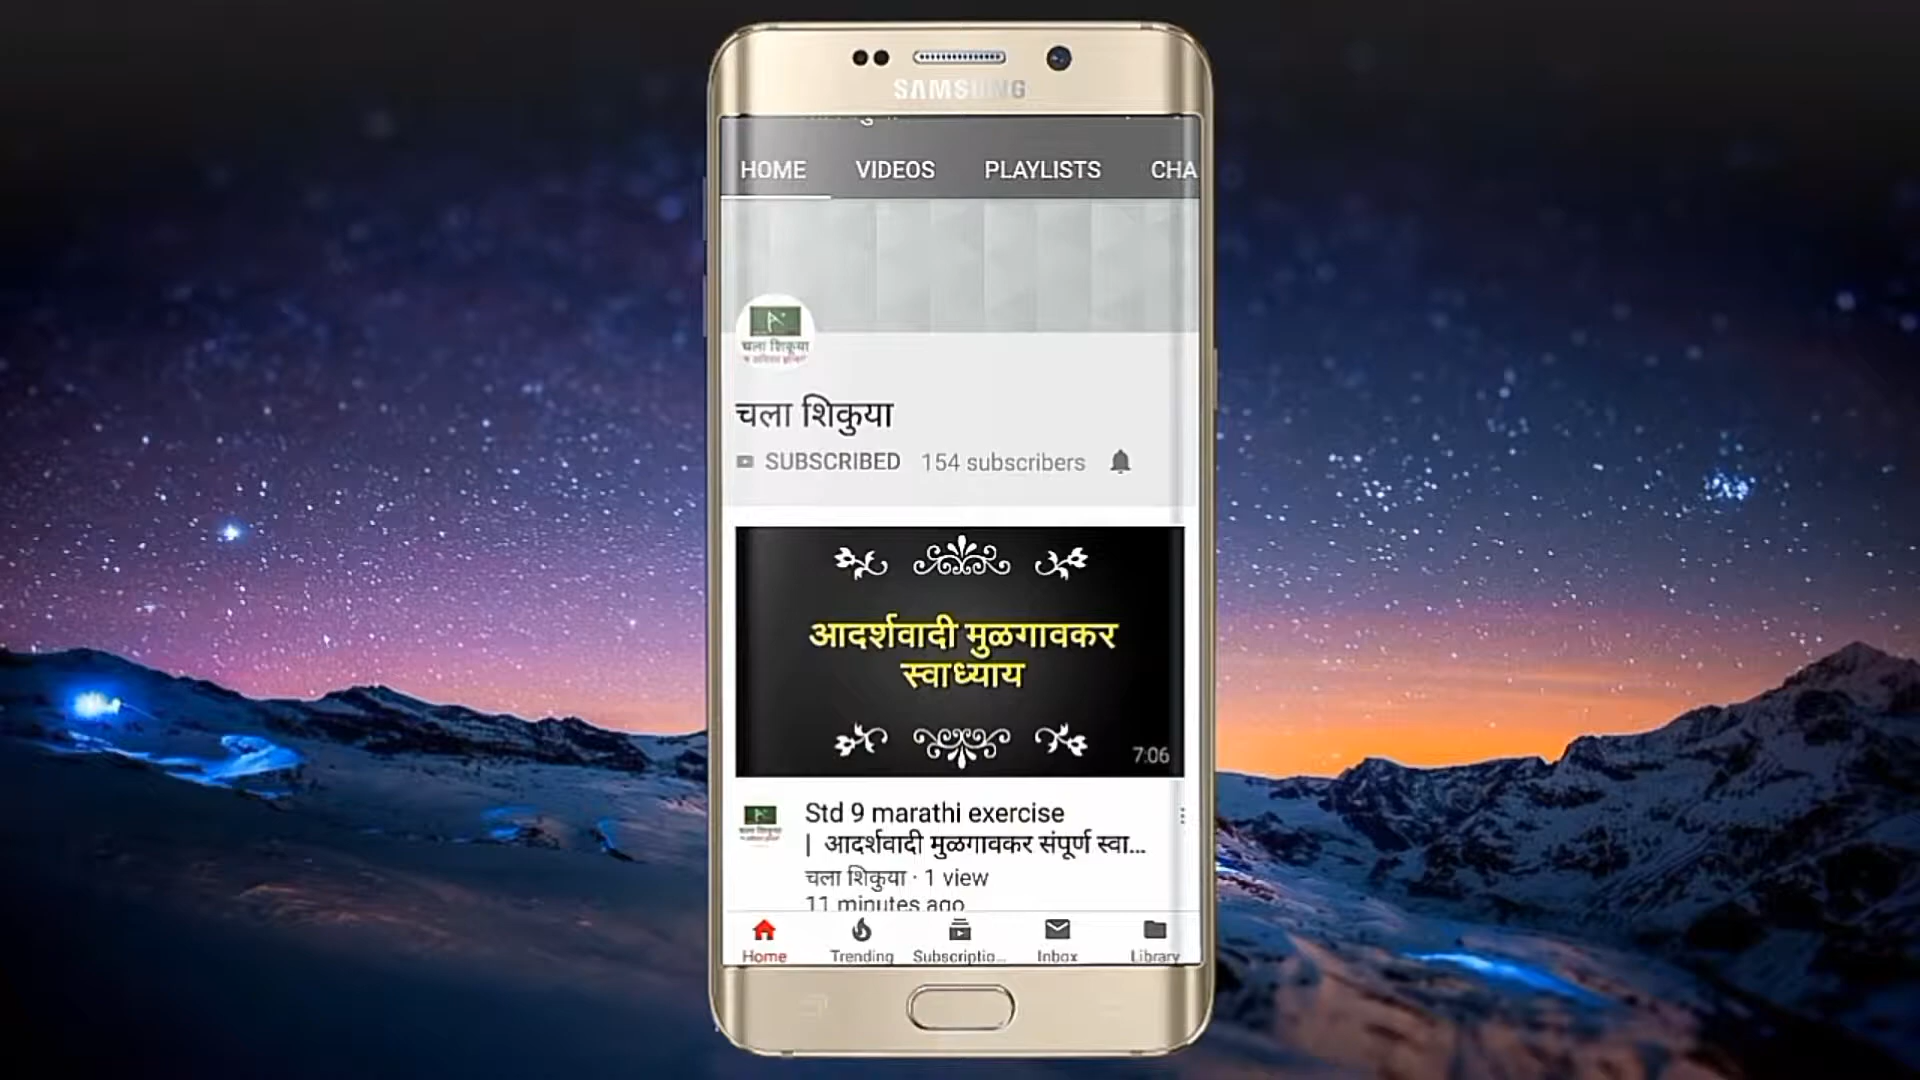 SAMSUNG
HOME VIDEOS PLAYLISTS CHA
चला शिकुया
चला शिकुया
SUBSCRIBED 154 subscribers
आदर्शवादी मुळगावकर
स्वाध्याय
7:06
Std 9 marathi exercise
| आदर्शवादी मुळगावकर संपूर्ण स्वा...
चला शिकुया · 1 view
11 minutes ago
Home Trending Subscriptio... Inbox Library